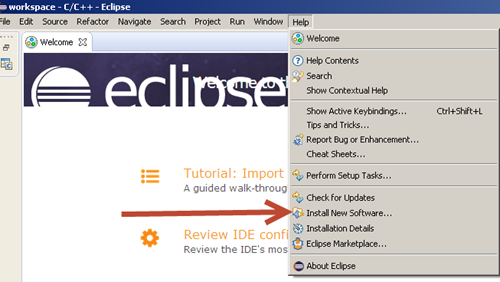 workspace - C/C++ - Eclipse
File Edit Source Refactor Navigate Search Project Run Window Help
Welcome
eclipse
Welcome to th
Tutorial: Import
A guided walk-throug
Review IDE confi
Review the IDE's mos
Welcome
Help Contents
Search
Show Contextual Help
Show Active Keybindings... Ctrl+Shift+L
Tips and Tricks...
Report Bug or Enhancement...
Cheat Sheets...
Perform Setup Tasks...
Check for Updates
Install New Software...
Installation Details
Eclipse Marketplace...
About Eclipse